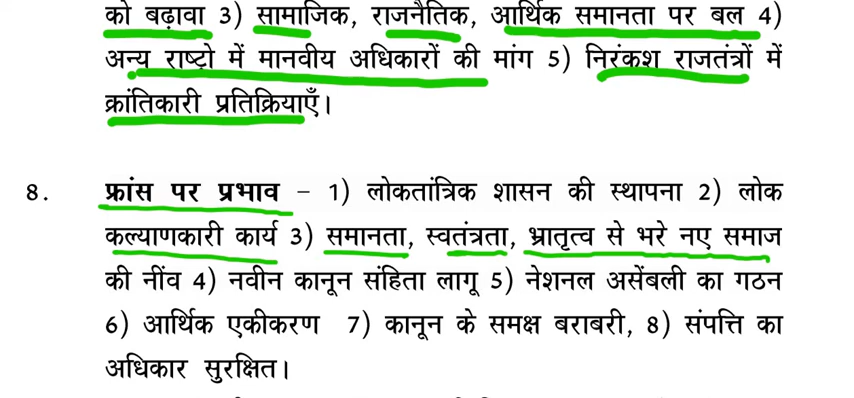 को बढ़ावा 3) सामाजिक, राजनैतिक, आर्थिक समानता पर बल 4)
अन्य राष्ट्रो में मानवीय अधिकारों की मांग 5) निरंकश राजतंत्रों में
क्रांतिकारी प्रतिक्रियाएँ।
8. फ्रांस पर प्रभाव – 1) लोकतांत्रिक शासन की स्थापना 2) लोक
कल्याणकारी कार्य 3) समानता, स्वतंत्रता, भ्रातृत्व से भरे नए समाज
की नींव 4) नवीन कानून संहिता लागू 5) नेशनल असेंबली का गठन
6) आर्थिक एकीकरण 7) कानून के समक्ष बराबरी, 8) संपत्ति का
अधिकार सुरक्षित।